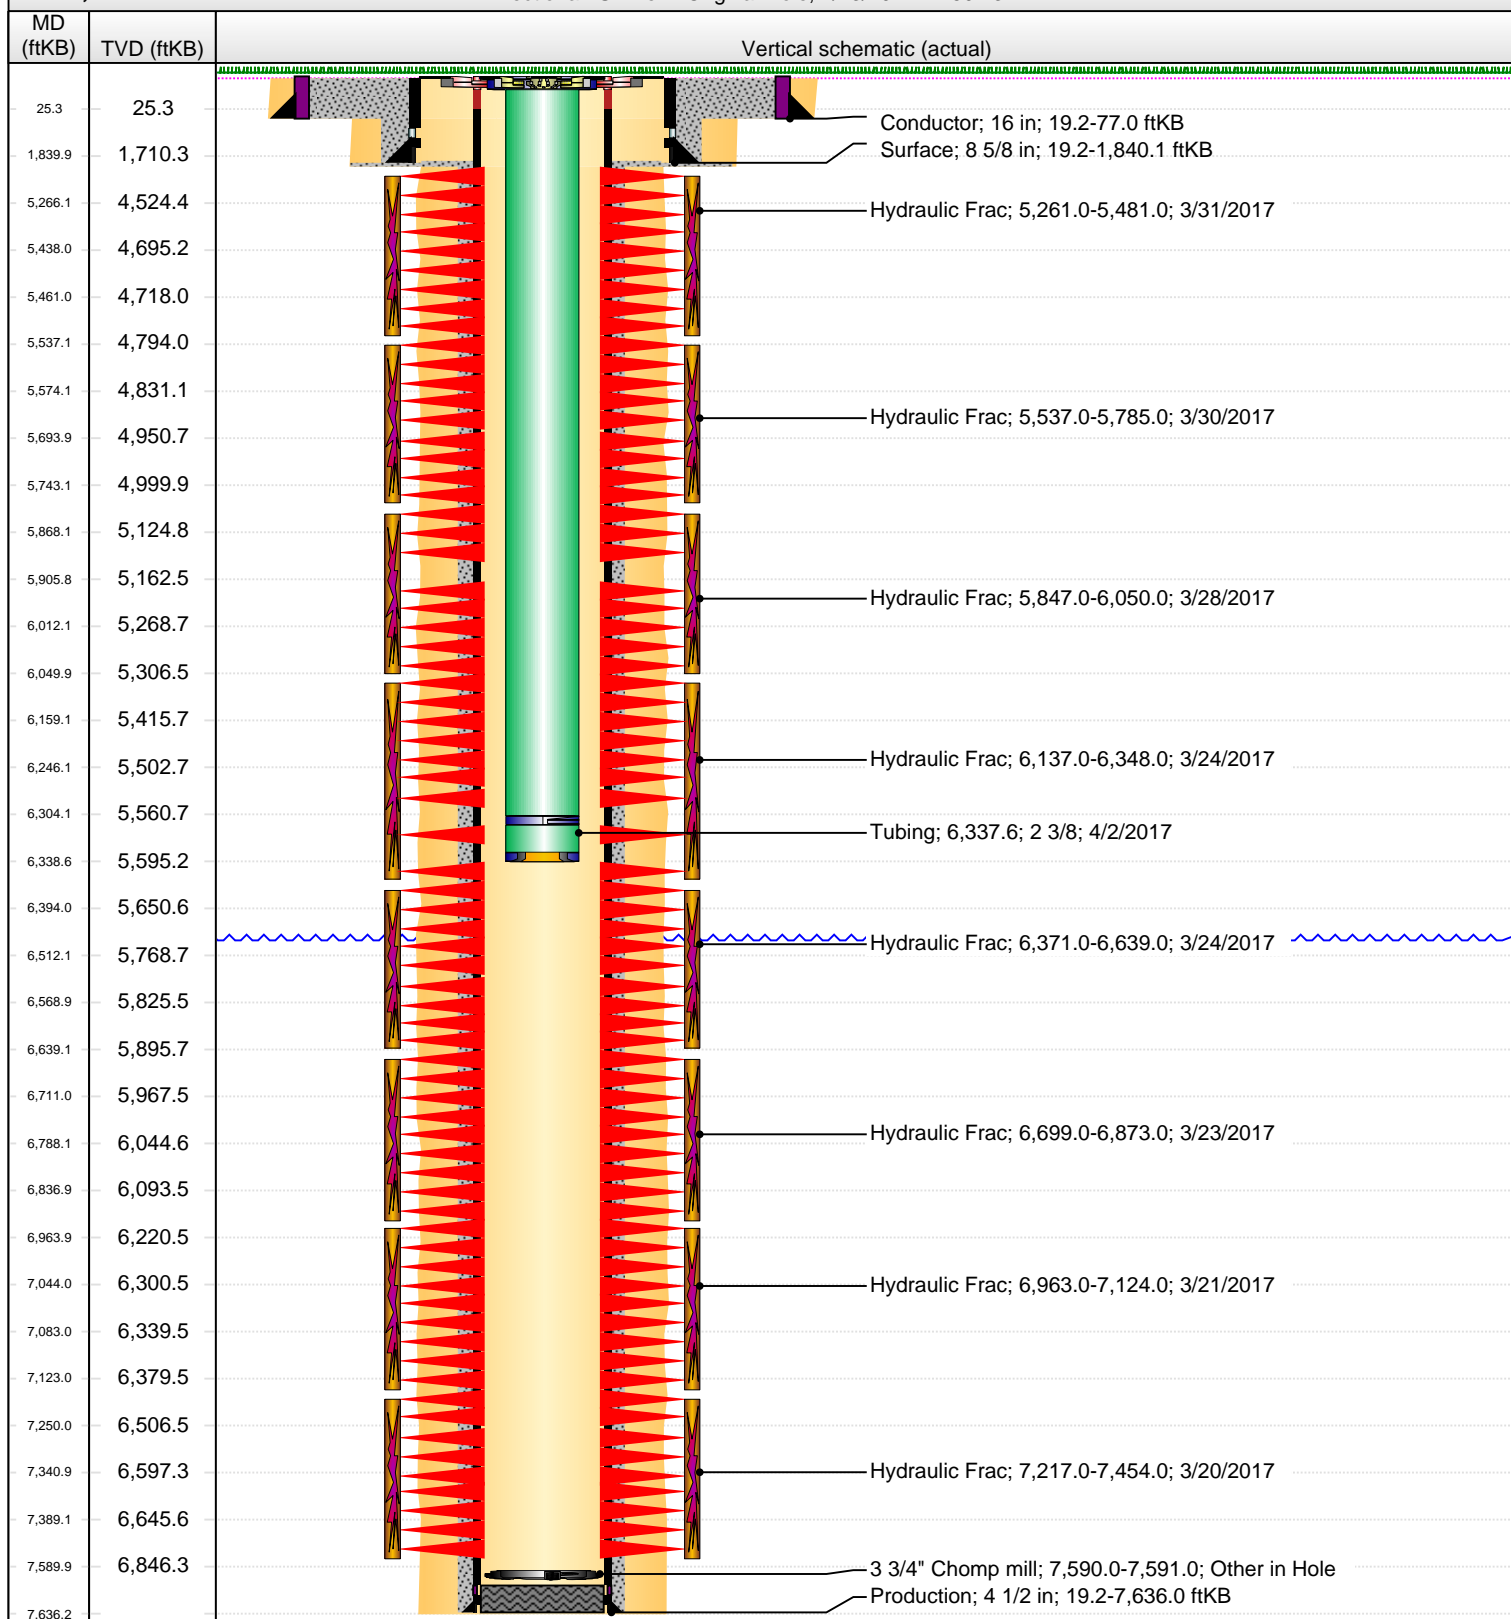 MD (ftKB)
TVD (ftKB)
Vertical schematic (actual)
25.3 25.3
Conductor; 16 in; 19.2-77.0 ftKB
1,839.9 1,710.3
Surface; 8 5/8 in; 19.2-1,840.1 ftKB
5,266.1 4,524.4
Hydraulic Frac; 5,261.0-5,481.0; 3/31/2017
5,438.0 4,695.2
5,461.0 4,718.0
5,537.1 4,794.0
5,574.1 4,831.1
Hydraulic Frac; 5,537.0-5,785.0; 3/30/2017
5,693.9 4,950.7
5,743.1 4,999.9
5,868.1 5,124.8
5,905.8 5,162.5
Hydraulic Frac; 5,847.0-6,050.0; 3/28/2017
6,012.1 5,268.7
6,049.9 5,306.5
6,159.1 5,415.7
Hydraulic Frac; 6,137.0-6,348.0; 3/24/2017
6,246.1 5,502.7
6,304.1 5,560.7
Tubing; 6,337.6; 2 3/8; 4/2/2017
6,338.6 5,595.2
6,394.0 5,650.6
Hydraulic Frac; 6,371.0-6,639.0; 3/24/2017
6,512.1 5,768.7
6,568.9 5,825.5
6,639.1 5,895.7
6,711.0 5,967.5
Hydraulic Frac; 6,699.0-6,873.0; 3/23/2017
6,788.1 6,044.6
6,836.9 6,093.5
6,963.9 6,220.5
7,044.0 6,300.5
Hydraulic Frac; 6,963.0-7,124.0; 3/21/2017
7,083.0 6,339.5
7,123.0 6,379.5
7,250.0 6,506.5
7,340.9 6,597.3
Hydraulic Frac; 7,217.0-7,454.0; 3/20/2017
7,389.1 6,645.6
7,589.9 6,846.3
3 3/4" Chomp mill; 7,590.0-7,591.0; Other in Hole
Production; 4 1/2 in; 19.2-7,636.0 ftKB
7,636.2